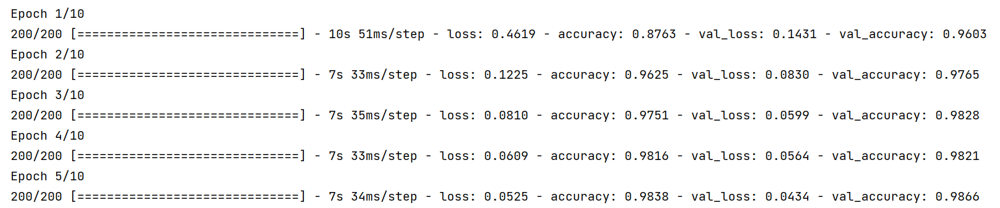 Epoch 1/10
200/200 [==============================] - 10s 51ms/step - loss: 0.4619 - accuracy: 0.8763 - val_loss: 0.1431 - val_accuracy: 0.9603
Epoch 2/10
200/200 [==============================] - 7s 33ms/step - loss: 0.1225 - accuracy: 0.9625 - val_loss: 0.0830 - val_accuracy: 0.9765
Epoch 3/10
200/200 [==============================] - 7s 35ms/step - loss: 0.0810 - accuracy: 0.9751 - val_loss: 0.0599 - val_accuracy: 0.9828
Epoch 4/10
200/200 [==============================] - 7s 33ms/step - loss: 0.0609 - accuracy: 0.9816 - val_loss: 0.0564 - val_accuracy: 0.9821
Epoch 5/10
200/200 [==============================] - 7s 34ms/step - loss: 0.0525 - accuracy: 0.9838 - val_loss: 0.0434 - val_accuracy: 0.9866